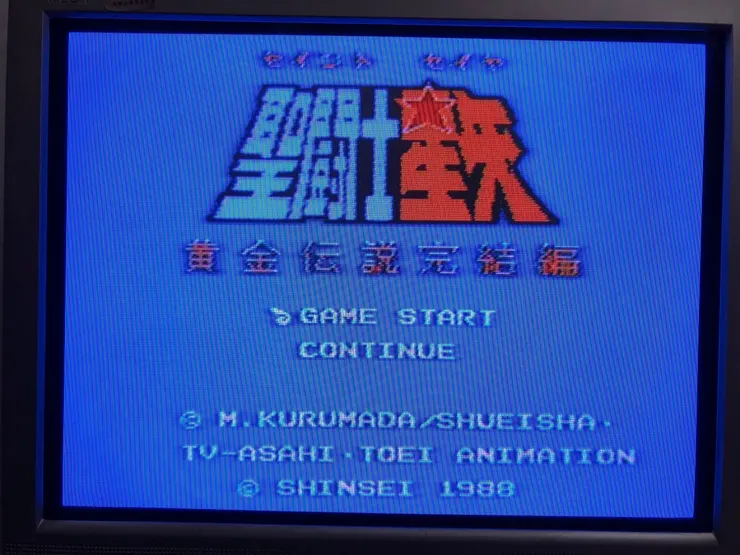 セイント セイヤ
聖闘士星矢
黄金伝説完結編
GAME START
CONTINUE
© M.KURUMADA/SHUEISHA・
TV-ASAHI・TOEI ANIMATION
© SHINSEI 1988